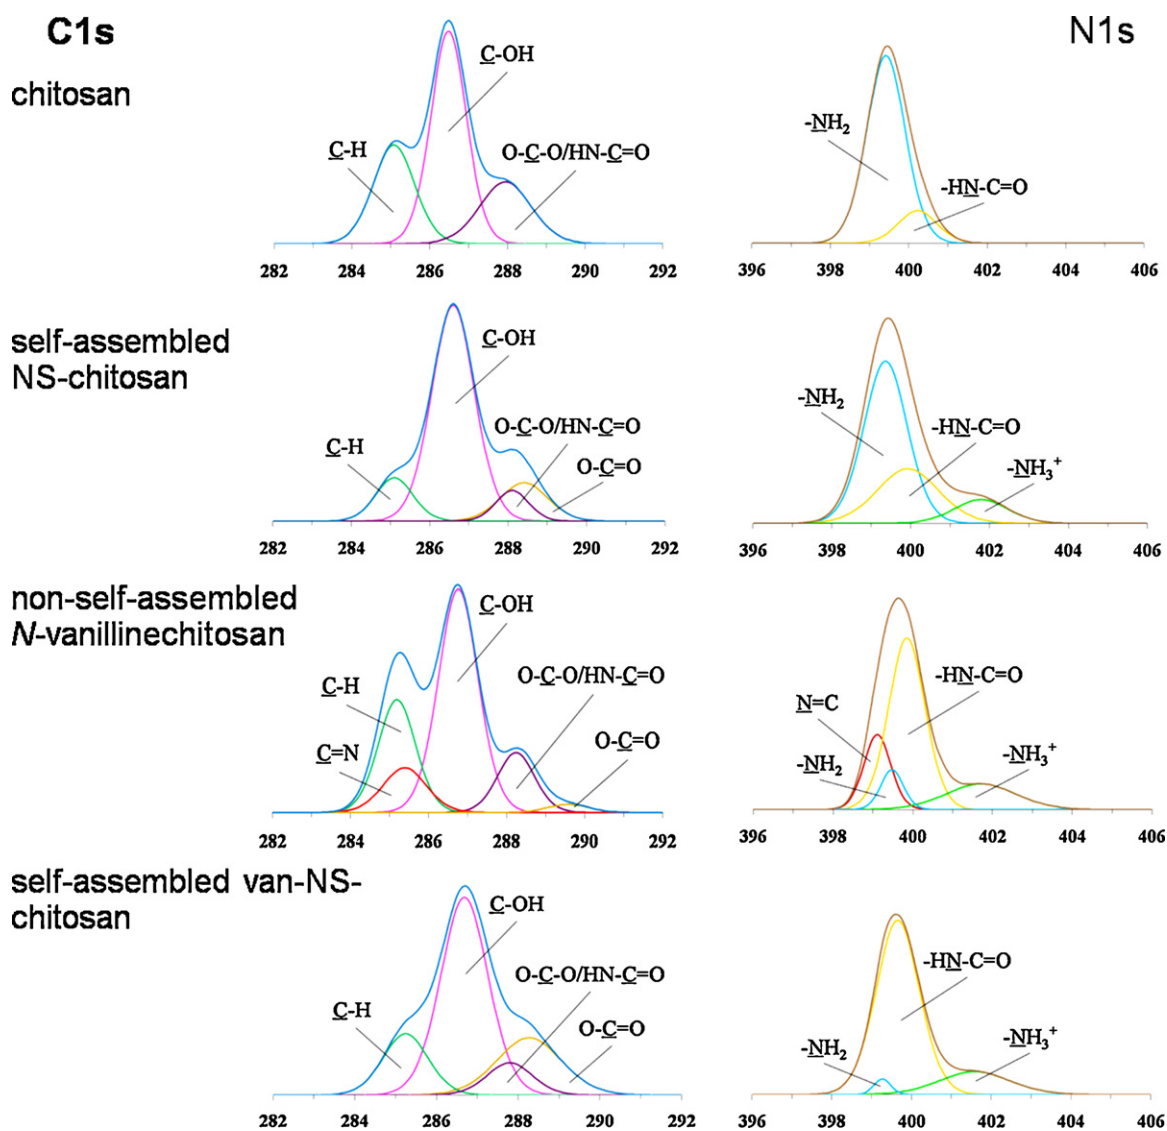 C1s
N1s
chitosan
C-OH
C-H
O-C-O/HN-C=O
-NH₂
-HN-C=O
282 284 286 288 290 292
396 398 400 402 404 406
self-assembled
NS-chitosan
C-OH
C-H
O-C-O/HN-C=O
O-C=O
-NH₂
-HN-C=O
-NH₃⁺
282 284 286 288 290 292
396 398 400 402 404 406
non-self-assembled
N-vanillinechitosan
C-OH
C-H
O-C-O/HN-C=O
C=N
O-C=O
-HN-C=O
N=C
-NH₂
-NH₃⁺
282 284 286 288 290 292
396 398 400 402 404 406
self-assembled van-NS-
chitosan
C-OH
O-C-O/HN-C=O
C-H
O-C=O
-HN-C=O
-NH₂
-NH₃⁺
282 284 286 288 290 292
396 398 400 402 404 406